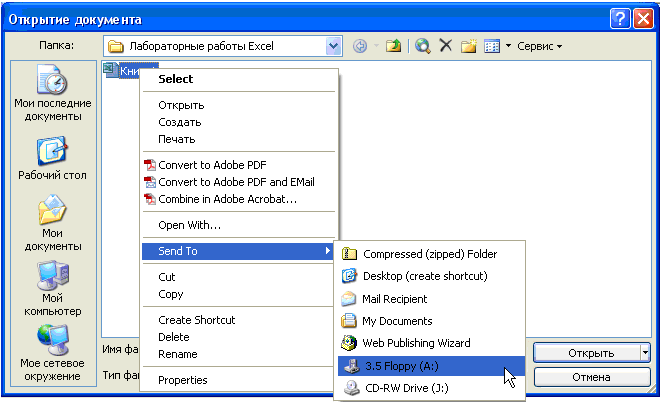 Открытие документа
Папка:
Лабораторные работы Excel
Сервис
Мои последние
документы
Рабочий стол
Мои
документы
Мой
компьютер
Мое сетевое
окружение
Select
Открыть
Создать
Печать
Convert to Adobe PDF
Convert to Adobe PDF and EMail
Combine in Adobe Acrobat...
Open With...
Send To
Cut
Copy
Create Shortcut
Delete
Rename
Properties
Compressed (zipped) Folder
Desktop (create shortcut)
Mail Recipient
My Documents
Web Publishing Wizard
3.5 Floppy (A:)
CD-RW Drive (J:)
Имя
Тип
Открыть
Отмена